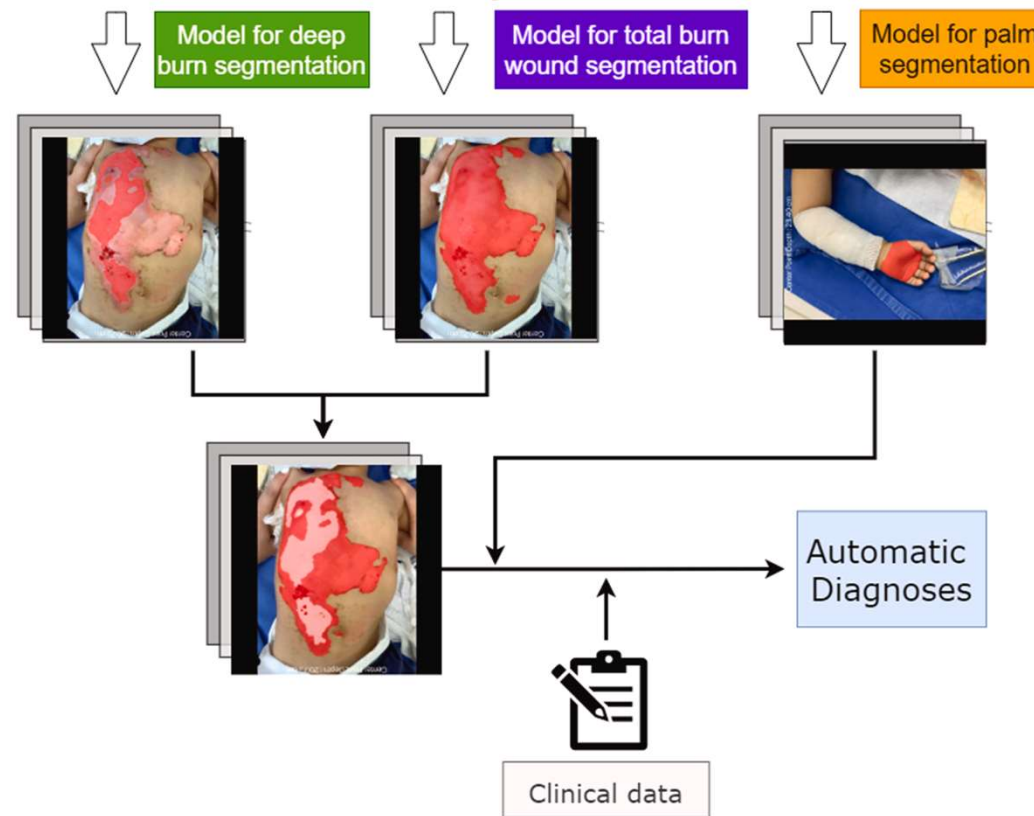 Model for deep
burn segmentation
Model for total burn
wound segmentation
Model for palm
segmentation
Automatic
Diagnoses
Clinical data